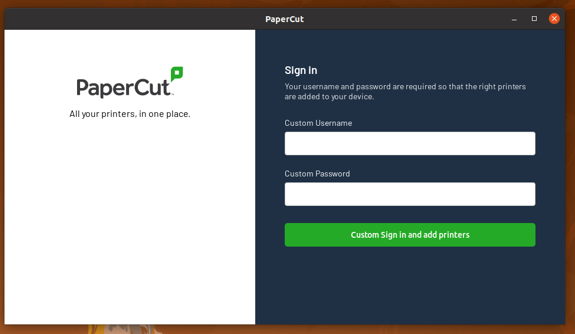 PaperCut
PaperCut
All your printers, in one place.
Sign in
Your username and password are required so that the right printers
are added to your device.
Custom Username
Custom Password
Custom Sign in and add printers